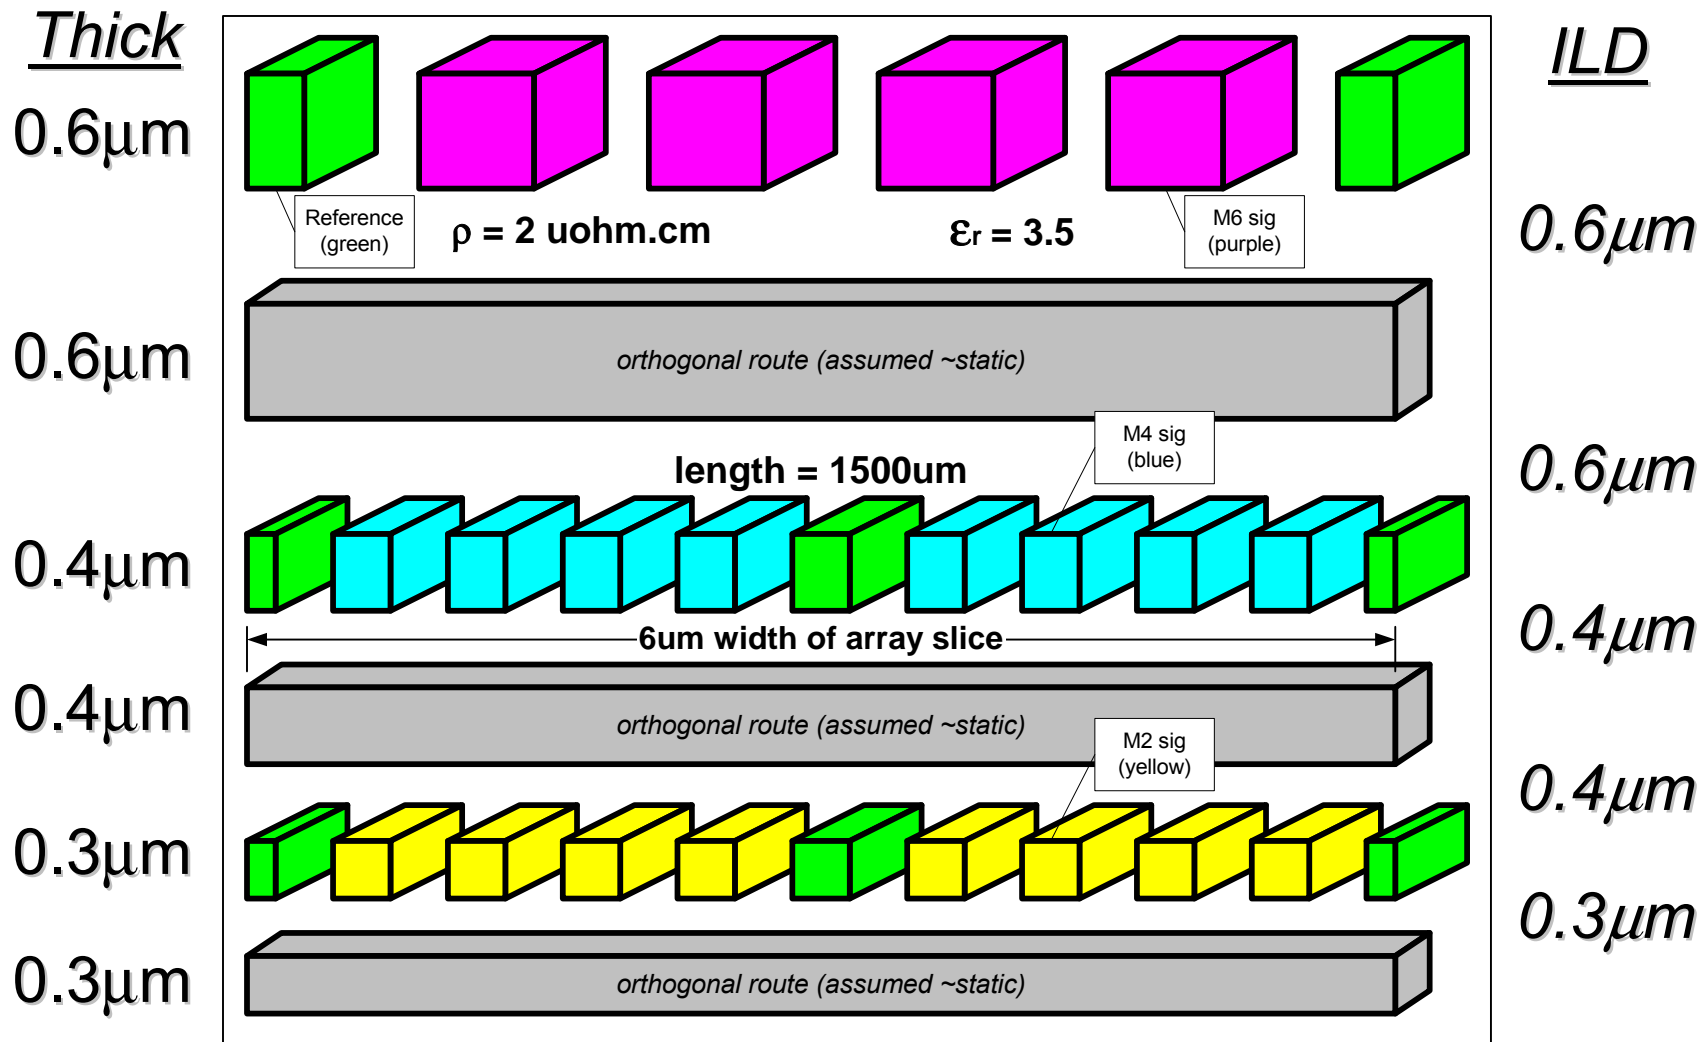 Thick
ILD
0.6μm
Reference
(green)
ρ = 2 uohm.cm
εr = 3.5
M6 sig
(purple)
0.6μm
0.6μm
orthogonal route (assumed ~static)
M4 sig
(blue)
length = 1500um
0.6μm
0.4μm
6um width of array slice
0.4μm
0.4μm
orthogonal route (assumed ~static)
M2 sig
(yellow)
0.4μm
0.3μm
0.3μm
0.3μm
orthogonal route (assumed ~static)